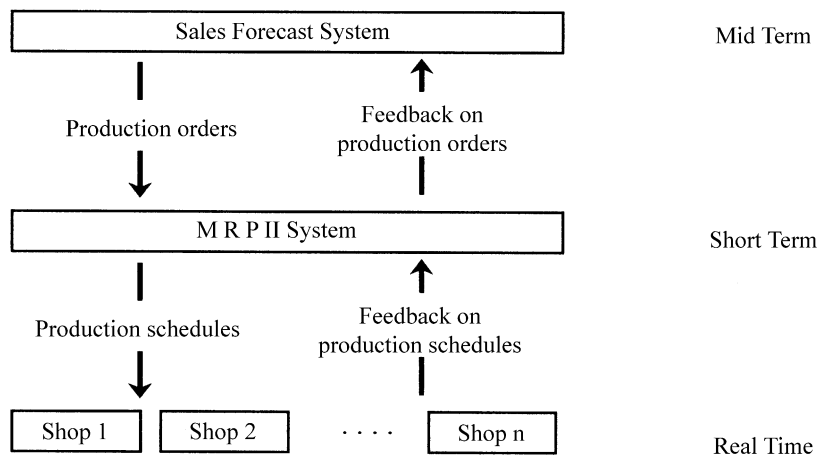 Sales Forecast System
Mid Term
Production orders
Feedback on
production orders
M R P II System
Short Term
Production schedules
Feedback on
production schedules
Shop 1
Shop 2
. . . .
Shop n
Real Time